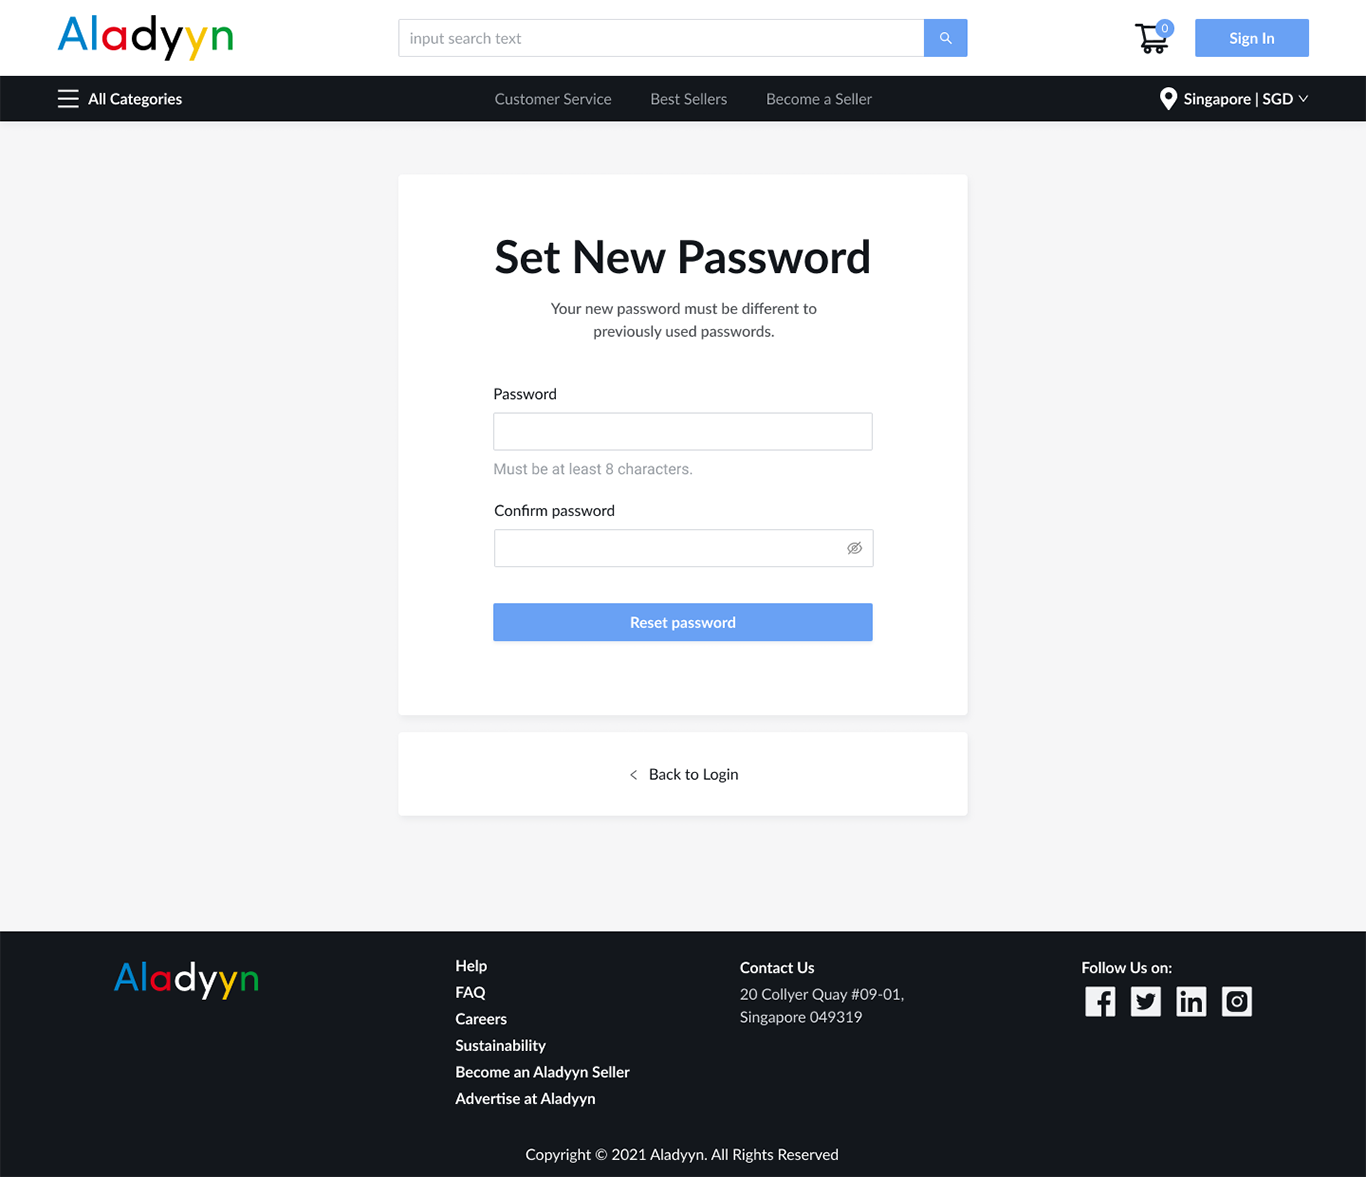 Aladyyn
input search text
0
Sign In
All Categories
Customer Service
Best Sellers
Become a Seller
Singapore | SGD
Set New Password
Your new password must be different to
previously used passwords.
Password
Must be at least 8 characters.
Confirm password
Reset password
Back to Login
Aladyyn
Help
FAQ
Careers
Sustainability
Become an Aladyyn Seller
Advertise at Aladyyn
Contact Us
20 Collyer Quay #09-01,
Singapore 049319
Follow Us on:
Copyright © 2021 Aladyyn. All Rights Reserved